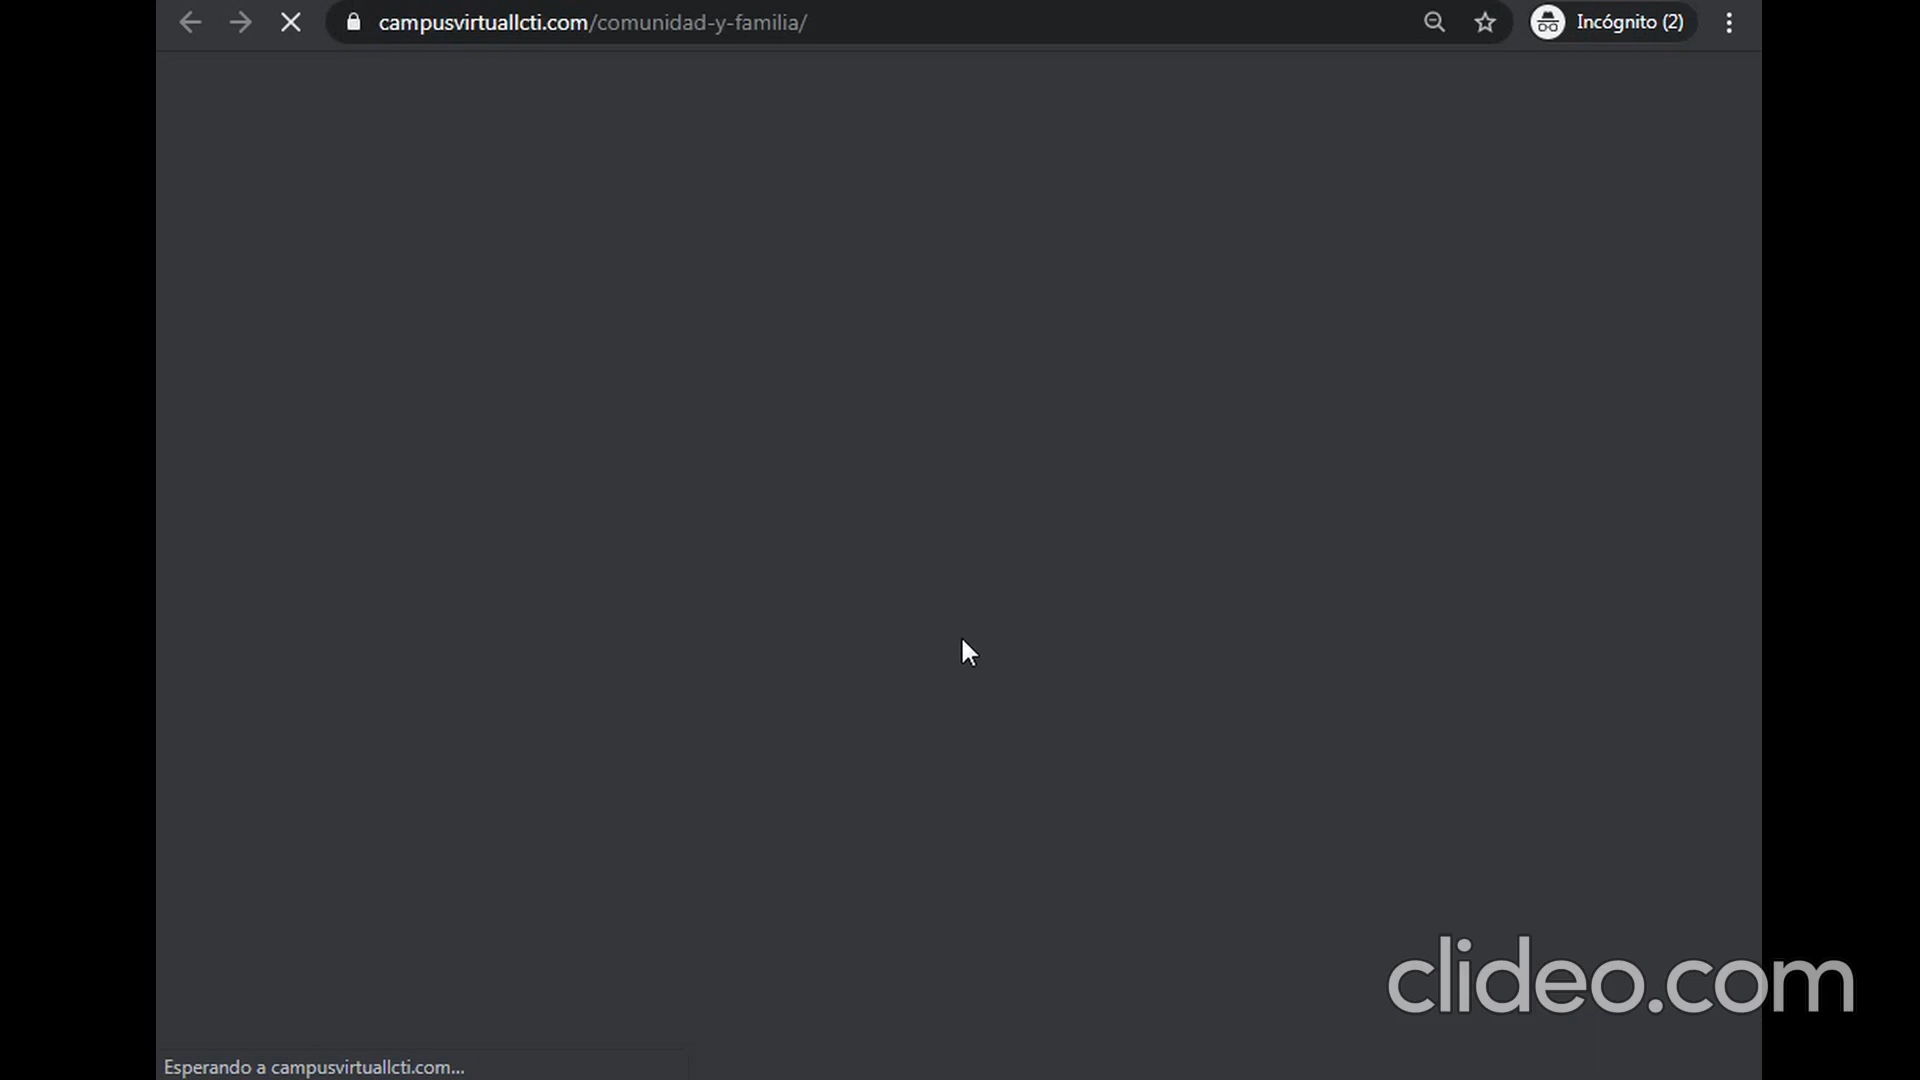 campusvirtuallcti.com/comunidad-y-familia/
Incógnito (2)
clideo.com
Esperando a campusvirtuallcti.com...